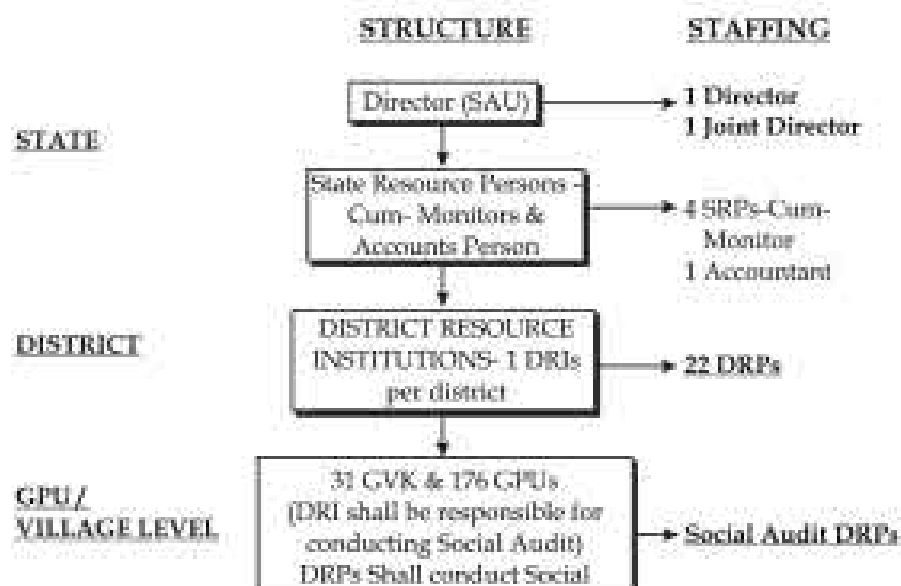 STRUCTURE
STAFFING
STATE
Director (SAU)
1 Director
1 Joint Director
State Resource Persons -
Cum- Monitors &
Accounts Person
4 SRPs-Cum-
Monitor
1 Accountant
DISTRICT
DISTRICT RESOURCE
INSTITUTIONS- 1 DRIs
per district
22 DRPs
GPU/
VILLAGE LEVEL
31 GVK & 176 GPUs
(DRI shall be responsible for
conducting Social Audit)
DRPs Shall conduct Social
Social Audit DRPs